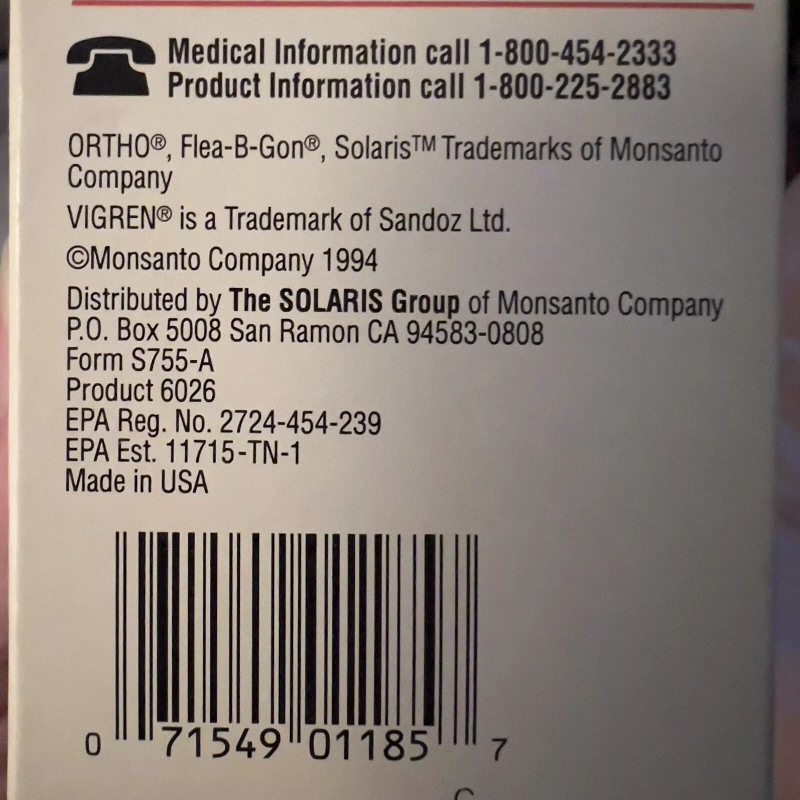 Medical Information call 1-800-454-2333
Product Information call 1-800-225-2883
ORTHO®, Flea-B-Gon®, Solaris™ Trademarks of Monsanto
Company
VIGREN® is a Trademark of Sandoz Ltd.
©Monsanto Company 1994
Distributed by The SOLARIS Group of Monsanto Company
P.O. Box 5008 San Ramon CA 94583-0808
Form S755-A
Product 6026
EPA Reg. No. 2724-454-239
EPA Est. 11715-TN-1
Made in USA
0 71549 01185 7